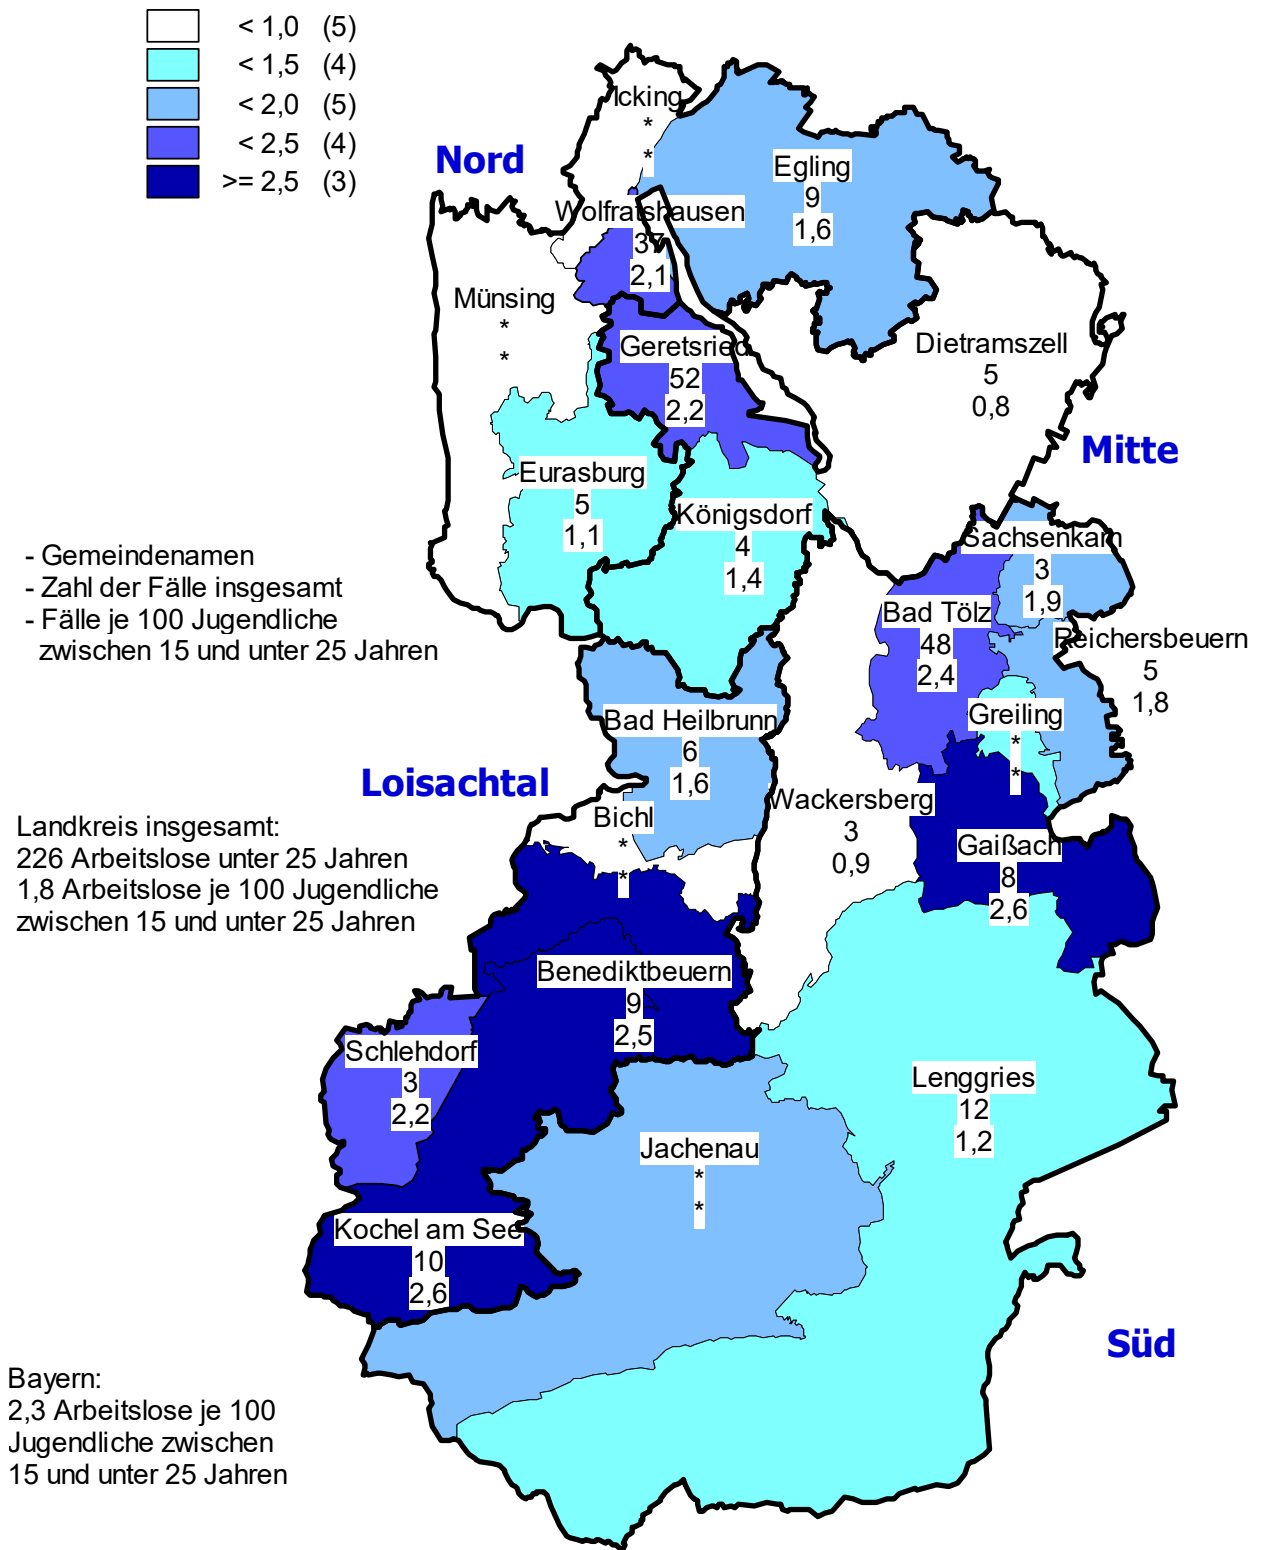 < 1,0 (5)
< 1,5 (4)
< 2,0 (5)
< 2,5 (4)
>= 2,5 (3)
Icking
*
*
Nord
Egling
9
1,6
Wolfratshausen
37
2,1
Münsing
*
*
Geretsried
52
2,2
Dietramszell
5
0,8
Mitte
Eurasburg
5
1,1
Königsdorf
4
1,4
Sachsenkam
3
1,9
- Gemeindenamen
- Zahl der Fälle insgesamt
- Fälle je 100 Jugendliche
zwischen 15 und unter 25 Jahren
Bad Tölz
48
2,4
Reichersbeuern
5
1,8
Bad Heilbrunn
6
1,6
Greiling
*
*
Loisachtal
Wackersberg
3
0,9
Bichl
*
*
Landkreis insgesamt:
226 Arbeitslose unter 25 Jahren
1,8 Arbeitslose je 100 Jugendliche
zwischen 15 und unter 25 Jahren
Gaißach
8
2,6
Benediktbeuern
9
2,5
Schlehdorf
3
2,2
Lenggries
12
1,2
Jachenau
*
*
Kochel am See
10
2,6
Süd
Bayern:
2,3 Arbeitslose je 100
Jugendliche zwischen
15 und unter 25 Jahren